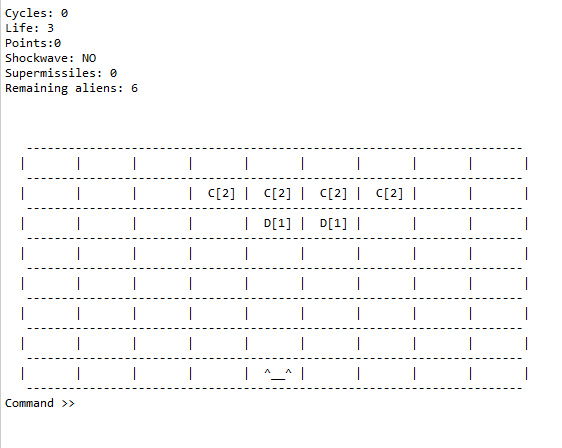 Cycles: 0
Life: 3
Points:0
Shockwave: NO
Supermissiles: 0
Remaining aliens: 6
C[2] | C[2] | C[2] | C[2]
D[1] | D[1]
^__^
Command >>